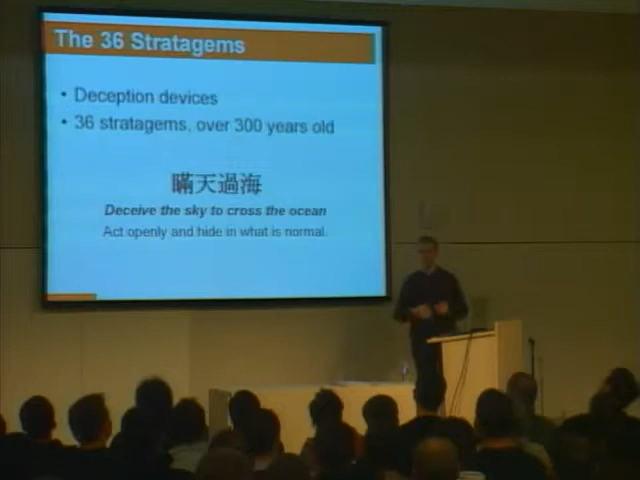 The 36 Stratagems
• Deception devices
• 36 stratagems, over 300 years old
瞞天過海
Deceive the sky to cross the ocean
Act openly and hide in what is normal.